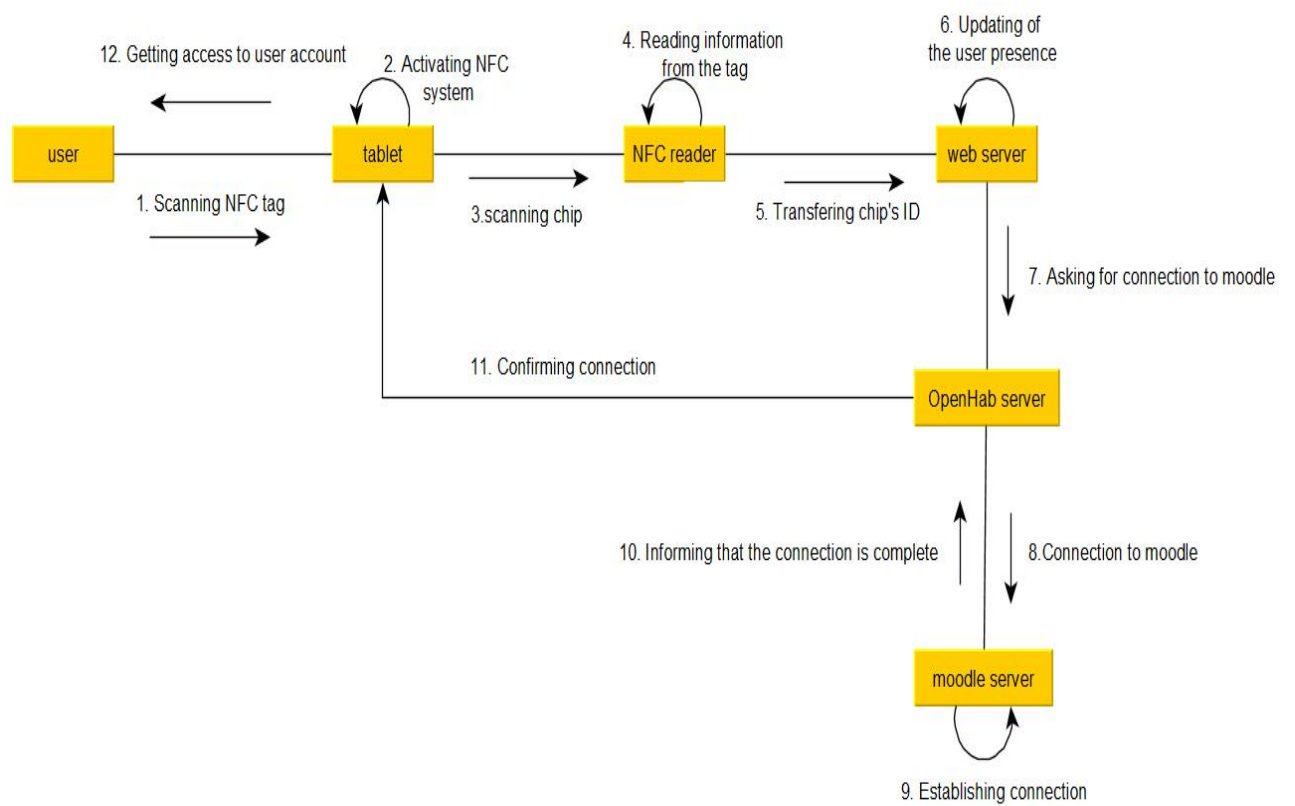 6. Updating of
the user presence
4. Reading information
from the tag
12. Getting access to user account
2. Activating NFC
system
user
tablet
NFC reader
web server
1. Scanning NFC tag
3.scanning chip
5. Transfering chip's ID
7. Asking for connection to moodle
11. Confirming connection
OpenHab server
10. Informing that the connection is complete
8.Connection to moodle
moodle server
9. Establishing connection